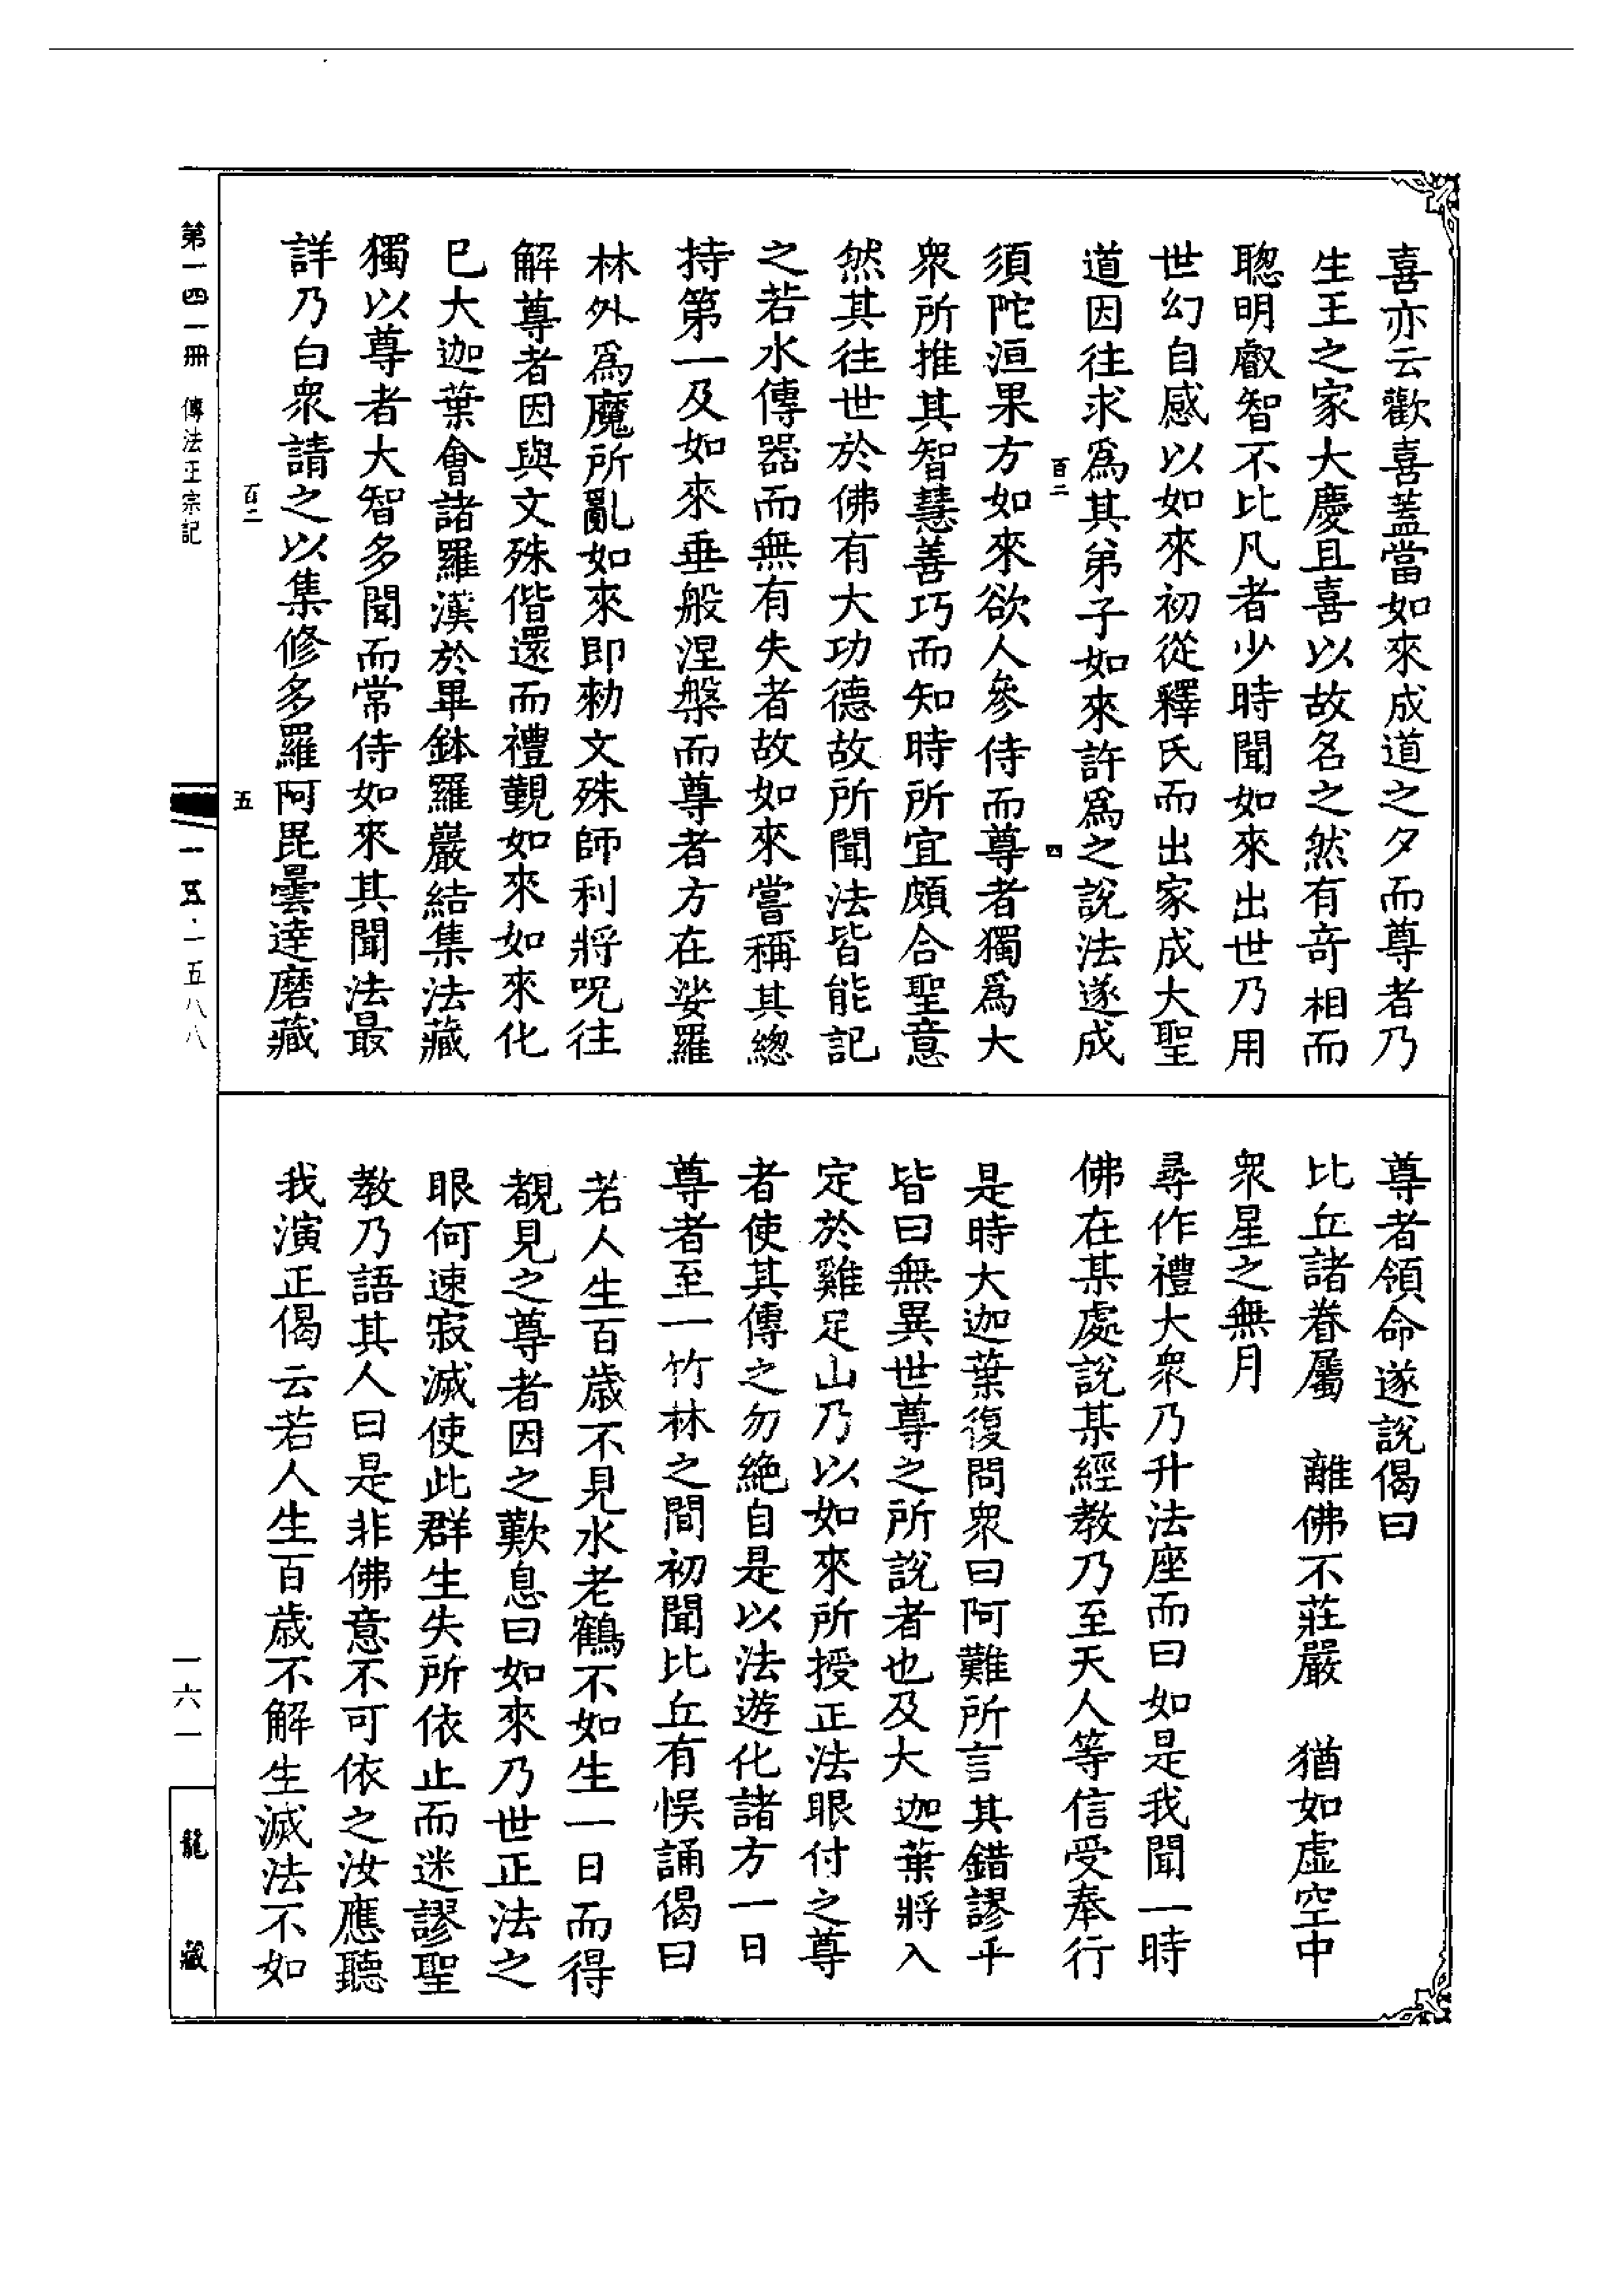 喜亦云歡喜蓋當如來成道之夕而尊者乃
生王之家大慶且喜以故名之然有竒相而
聰明叡智不比凡者少時聞如來出世乃用
世幻自感以如來初從釋氏而出家成大聖
道因往求爲其弟子如來許爲之說法遂成
百二
四
須陀洹果方如來欲人參侍而尊者獨爲大
衆所推其智慧善巧而知時所宜頗合聖意
然其往世於佛有大功德故所聞法皆能記
之若水傳器而無有失者故如來嘗稱其總
持第一及如來垂般涅槃而尊者方在娑羅
林外爲魔所亂如來即勑文殊師利將呪往
解尊者因與文殊偕還而禮覲如來如來化
已大迦葉會諸羅漢於畢鉢羅巖結集法藏
獨以尊者大智多聞而常侍如來其聞法最
詳乃白衆請之以集修多羅阿毘曇達磨藏
百二
五
尊者領命遂說偈曰
比丘諸眷屬　離佛不莊嚴　猶如虛空中
衆星之無月
尋作禮大衆乃升法座而曰如是我聞一時
佛在某處說某經教乃至天人等信受奉行
是時大迦葉復問衆曰阿難所言其錯謬乎
皆曰無異世尊之所說者也及大迦葉將入
定於雞足山乃以如來所授正法眼付之尊
者使其傳之勿絶自是以法遊化諸方一日
尊者至一竹林之間初聞比丘有悮誦偈曰
若人生百歳不見水老鶴不如生一日而得
覩見之尊者因之歎息曰如來乃世正法之
眼何速寂滅使此群生失所依止而迷謬聖
教乃語其人曰是非佛意不可依之汝應聽
我演正偈云若人生百歳不解生滅法不如
第一四一冊　傳法正宗記
一五·一五八八
一六一
龍藏